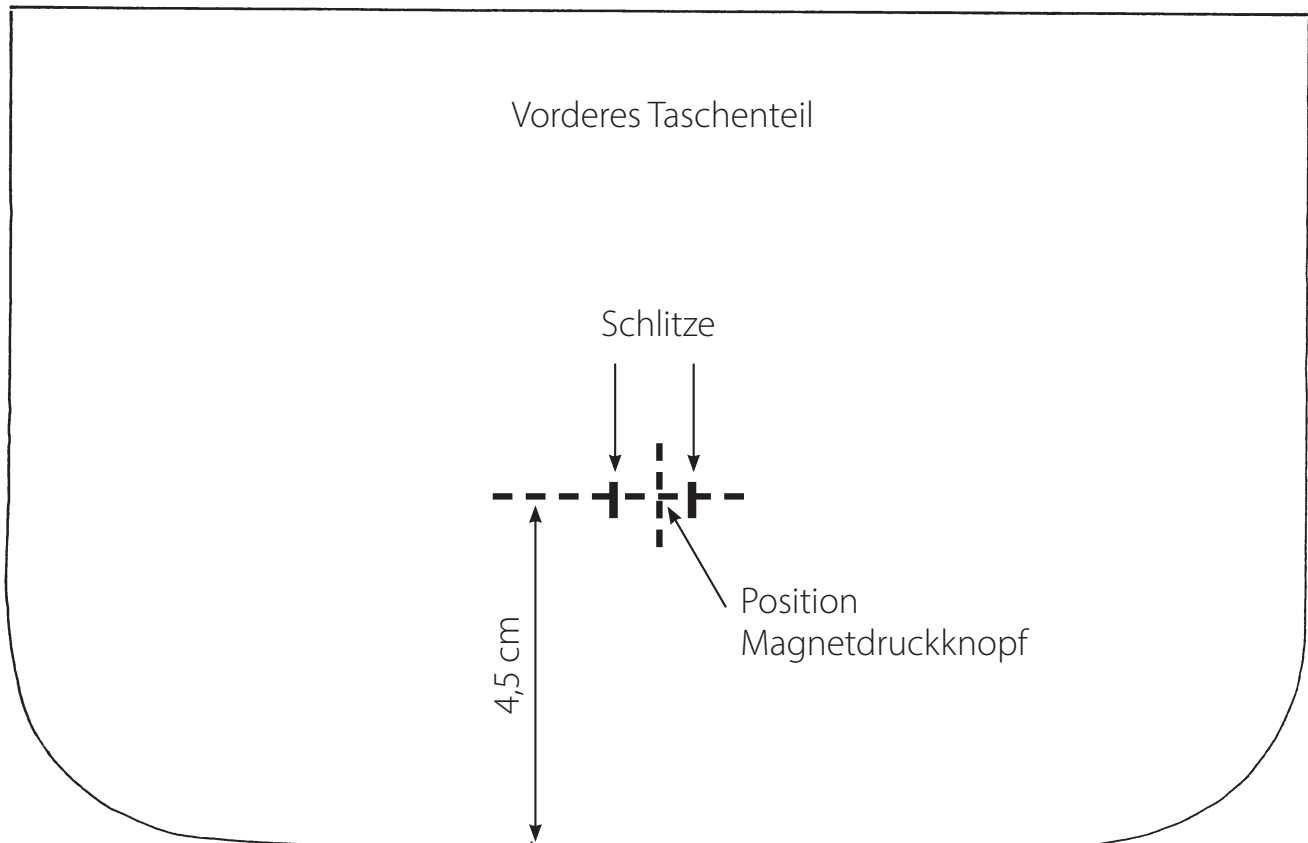 Vorderes Taschenteil
Schlitze
Position
Magnetdruckknopf
4,5 cm